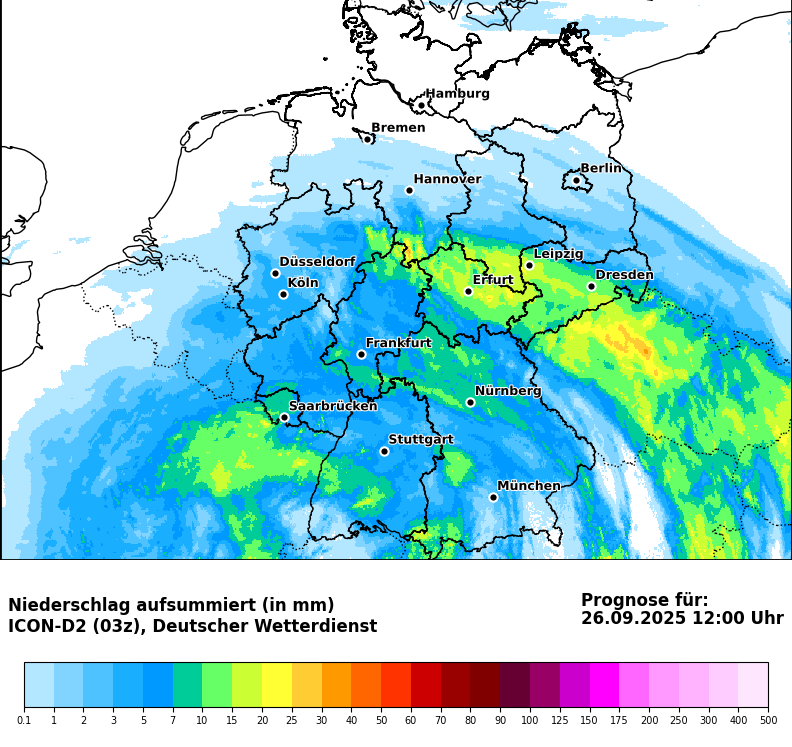 Hamburg
Bremen
Berlin
Hannover
Leipzig
Düsseldorf
Dresden
Köln
Erfurt
Frankfurt
Nürnberg
Saarbrücken
Stuttgart
München
Niederschlag aufsummiert (in mm)
ICON-D2 (03z), Deutscher Wetterdienst
Prognose für:
26.09.2025 12:00 Uhr
0.1 1 2 3 5 7 10 15 20 25 30 40 50 60 70 80 90 100 125 150 175 200 250 300 400 500